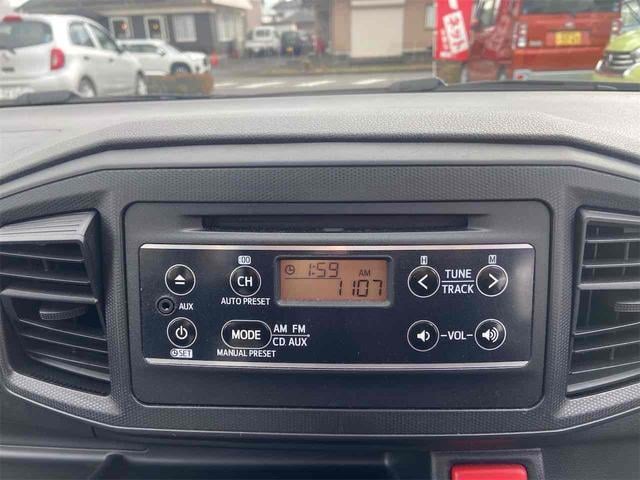 :00
H
M
1:59
AM
1107
CH
AUTO PRESET
TUNE
TRACK
AUX
MODE
AM FM
CD AUX
-VOL-
SET
MANUAL PRESET